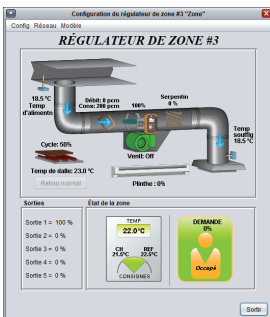 Configuration du régulateur de zone #3 "Zone"
Config Réseau Modèle
RÉGULATEUR DE ZONE #3
18.5 °C
Temp
d'alimentn
Débit: 0 pcm
Cons: 200 pcm
100%
Serpentin
0 %
Temp
souffig
18.5 °C
Cycle: 50%
Vent: Off
Temp de dalle: 23.0 °C
Plinthe : 0%
Retour normal
Sorties
Sortie 1 = 100 %
Sortie 2 = 0 %
Sortie 3 = 0 %
Sortie 4 = 0 %
Sortie 5 = 0 %
État de la zone
TEMP
22.0°C
CH
21.5°C
REF
22.5°C
CONSIGNES
DEMANDE
0%
Occupé
Sortir